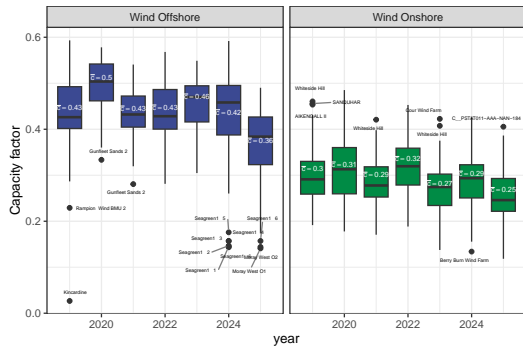 Wind Offshore
Wind Onshore
Capacity factor
0.6
0.4
0.2
0.0
c̅ = 0.43
c̅ = 0.5
c̅ = 0.43
c̅ = 0.43
c̅ = 0.46
c̅ = 0.42
c̅ = 0.36
Gunfleet Sands 2
Gunfleet Sands 2
Rampion Wind BMU 2
Kincardine
Seagreen1 5
Seagreen1 6
Seagreen1 3
Seagreen1 2
Seagreen1 1
Moray West O2
Moray West O1
Whiteside Hill
SANQUHAR
AIKENGALL II
Whiteside Hill
Gour Wind Farm
Whiteside Hill
C__PSTAT011-AAA-NAN-184
c̅ = 0.3
c̅ = 0.31
c̅ = 0.29
c̅ = 0.32
c̅ = 0.27
c̅ = 0.29
c̅ = 0.25
Berry Burn Wind Farm
2020
2022
2024
2020
2022
2024
year